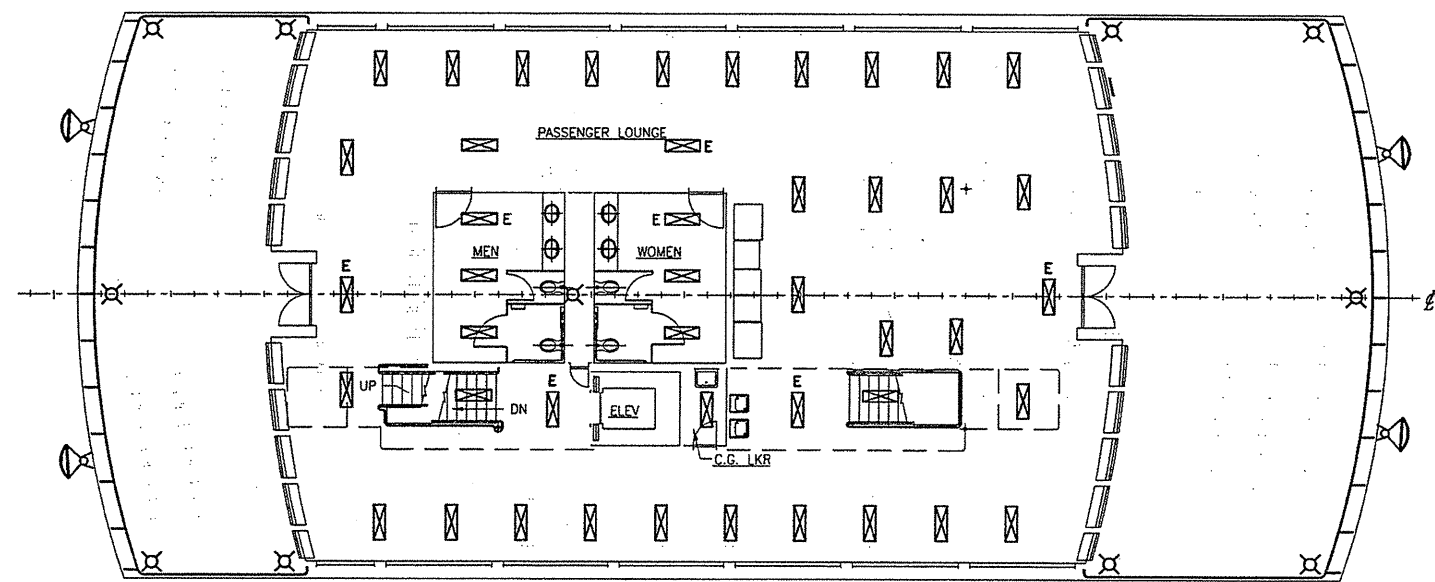 PASSENGER LOUNGE
E
E
E
MEN
WOMEN
E
E
℄
UP
E
E
DN
ELEV
C.G. LKR